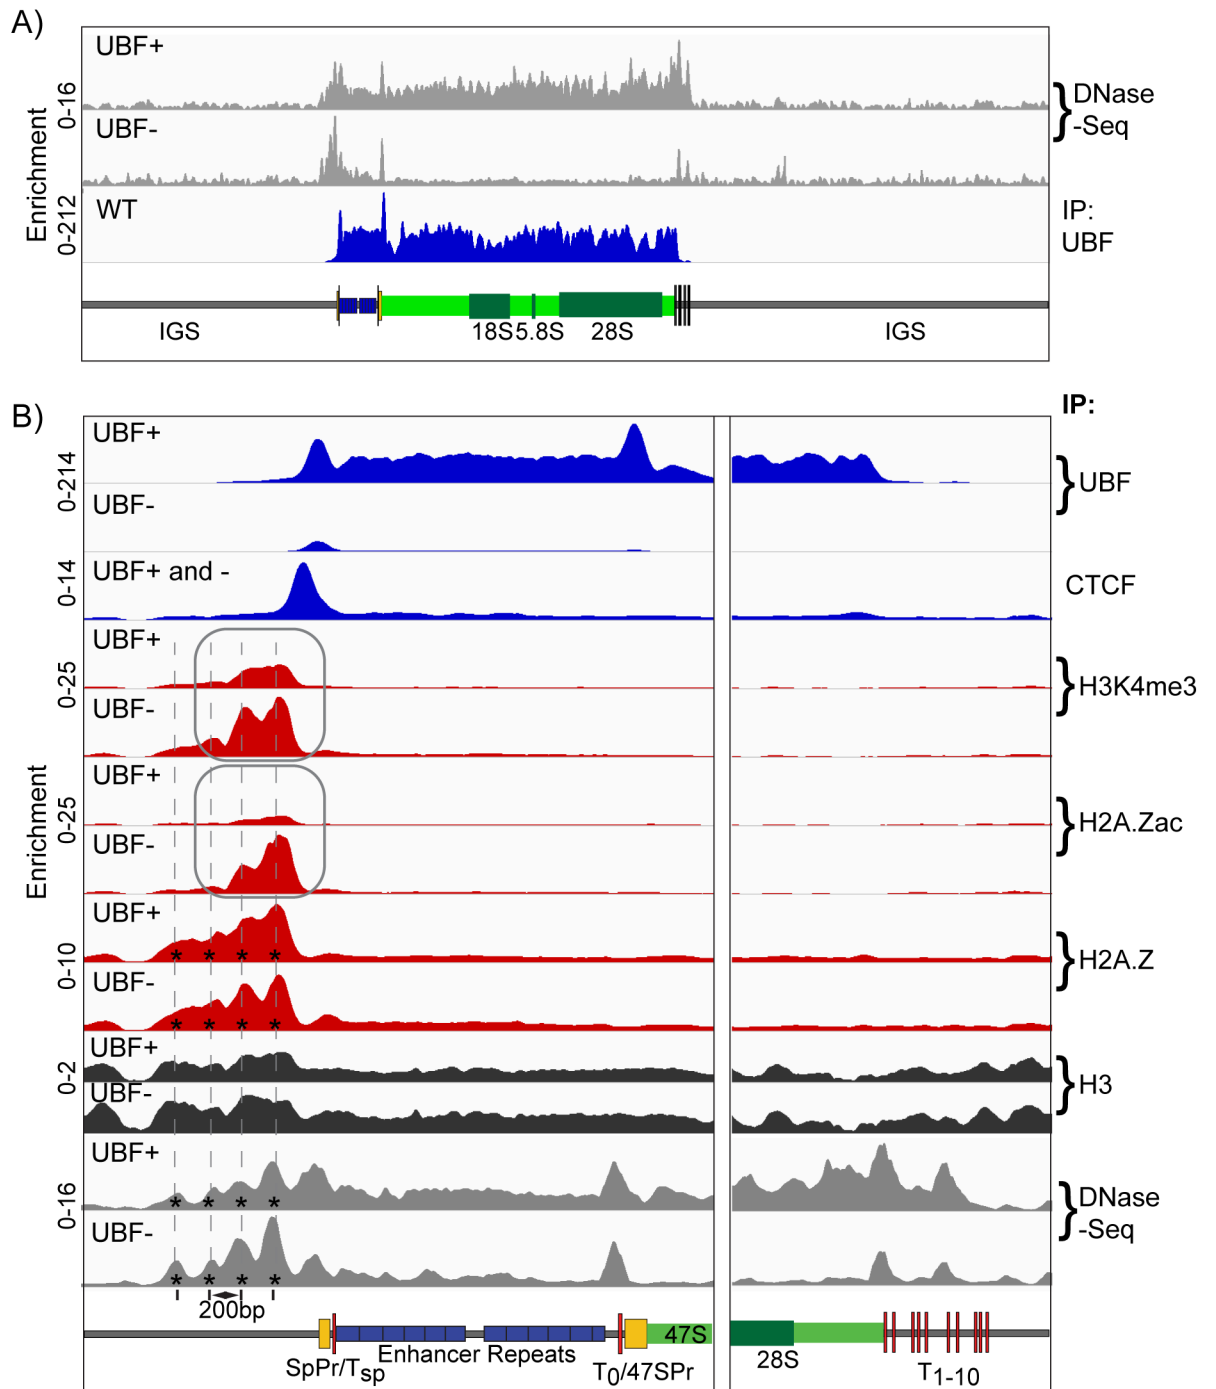 A)
UBF+
0-16
UBF-
DNase
-Seq
Enrichment
WT
0-212
IP:
UBF
18S 5.8S 28S
IGS
IGS
B)
IP:
UBF+
0-214
UBF
UBF-
UBF+ and -
0-14
CTCF
UBF+
0-25
H3K4me3
UBF-
UBF+
0-25
H2A.Zac
UBF-
Enrichment
UBF+
* * * *
0-10
H2A.Z
UBF-
* * * *
UBF+
0-2
H3
UBF-
UBF+
* * * *
0-16
DNase
-Seq
UBF-
* * * *
200bp
47S
SpPr/Tsp
Enhancer Repeats
T0/47SPr
28S
T1-10